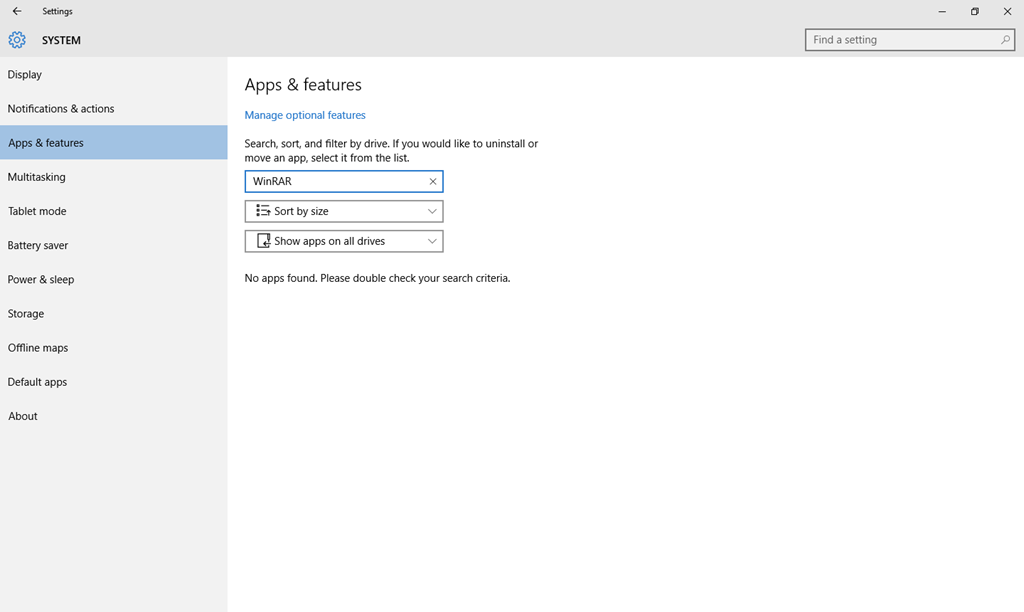 Settings
SYSTEM
Find a setting
Display
Notifications & actions
Apps & features
Multitasking
Tablet mode
Battery saver
Power & sleep
Storage
Offline maps
Default apps
About
Apps & features
Manage optional features
Search, sort, and filter by drive. If you would like to uninstall or
move an app, select it from the list.
WinRAR
Sort by size
Show apps on all drives
No apps found. Please double check your search criteria.